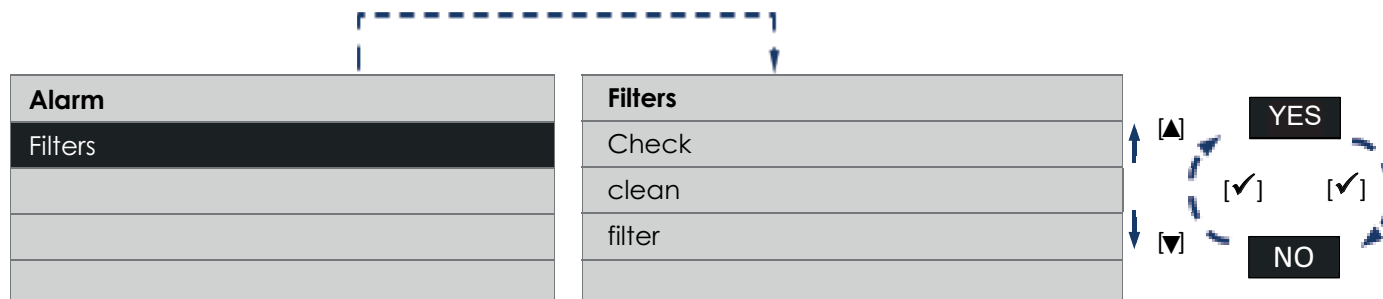 Alarm
Filters
Filters
Check
clean
filter
[▲]
[▼]
YES
[✓] [✓]
NO